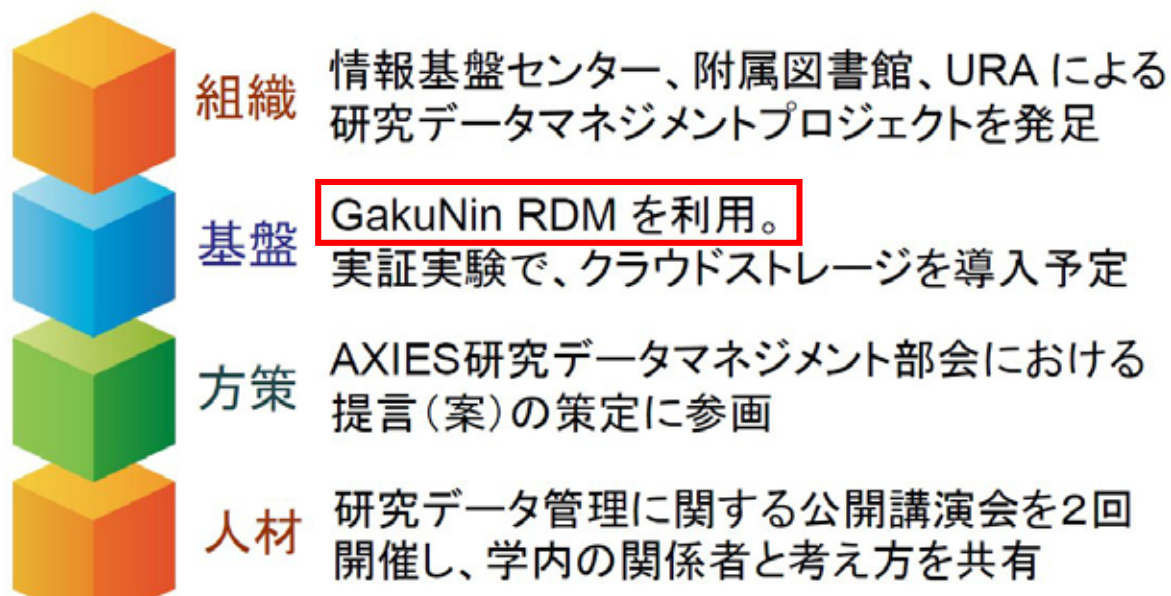 組織
情報基盤センター、附属図書館、URA による
研究データマネジメントプロジェクトを発足
基盤
GakuNin RDM を利用。
実証実験で、クラウドストレージを導入予定
方策
AXIES研究データマネジメント部会における
提言（案）の策定に参画
人材
研究データ管理に関する公開講演会を２回
開催し、学内の関係者と考え方を共有